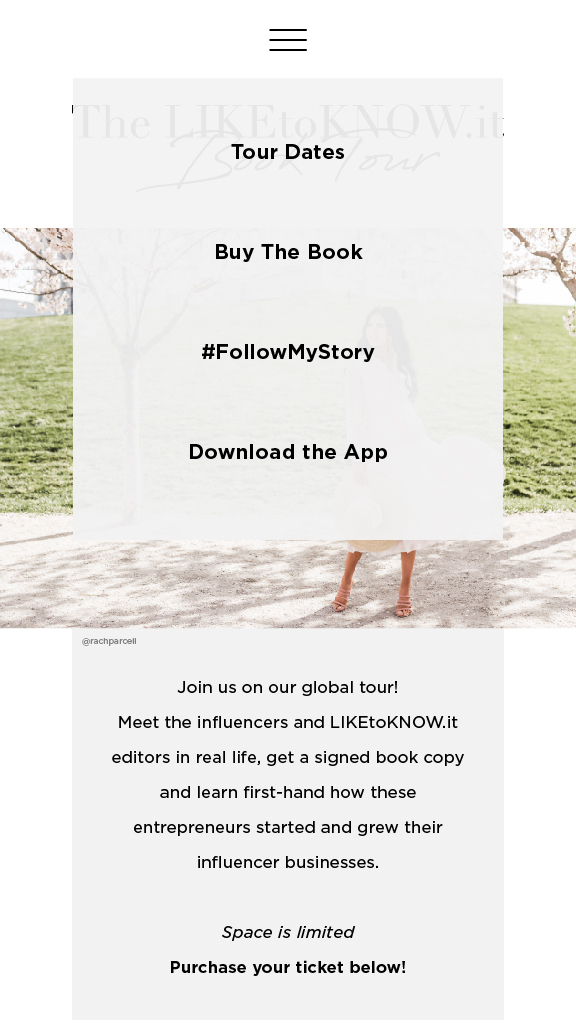 The LIKEtoKNOW.it
Book Tour
Tour Dates
Buy The Book
#FollowMyStory
Download the App
@rachparcell
Join us on our global tour!
Meet the influencers and LIKEtoKNOW.it
editors in real life, get a signed book copy
and learn first-hand how these
entrepreneurs started and grew their
influencer businesses.
Space is limited
Purchase your ticket below!